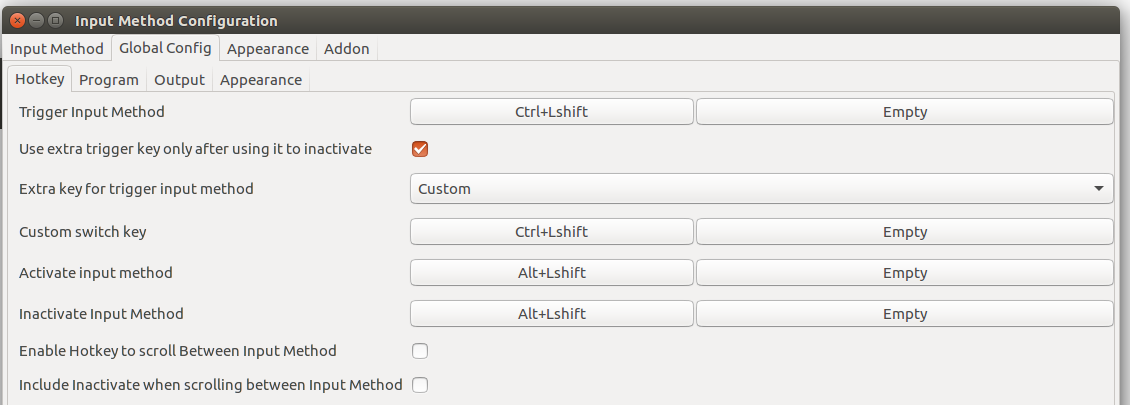 Input Method Configuration
Input Method Global Config Appearance Addon
Hotkey Program Output Appearance
Trigger Input Method Ctrl+Lshift Empty
Use extra trigger key only after using it to inactivate
Extra key for trigger input method Custom
Custom switch key Ctrl+Lshift Empty
Activate input method Alt+Lshift Empty
Inactivate Input Method Alt+Lshift Empty
Enable Hotkey to scroll Between Input Method
Include Inactivate when scrolling between Input Method